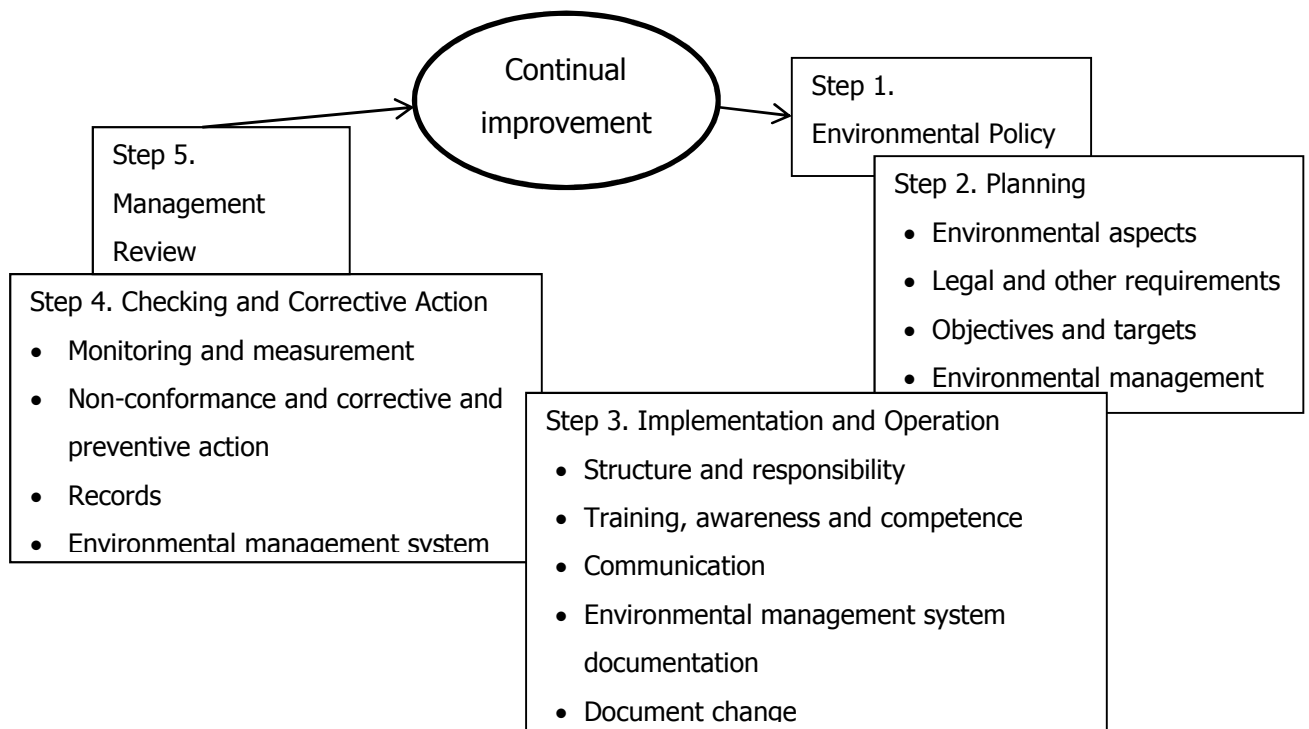 Continual
improvement
Step 1.
Environmental Policy
Step 2. Planning
• Environmental aspects
• Legal and other requirements
• Objectives and targets
• Environmental management
Step 3. Implementation and Operation
• Structure and responsibility
• Training, awareness and competence
• Communication
• Environmental management system
documentation
• Document change
Step 4. Checking and Corrective Action
• Monitoring and measurement
• Non-conformance and corrective and
preventive action
• Records
• Environmental management system
Step 5.
Management
Review